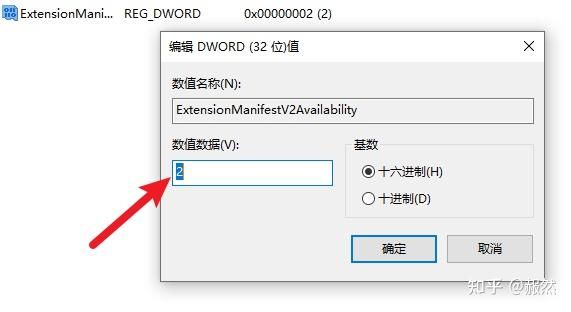 ExtensionMani... REG_DWORD 0x00000002 (2)
编辑 DWORD (32 位)值
数值名称(N):
ExtensionManifestV2Availability
数值数据(V):
2
基数
十六进制(H)
十进制(D)
确定
取消
知乎 @赧然